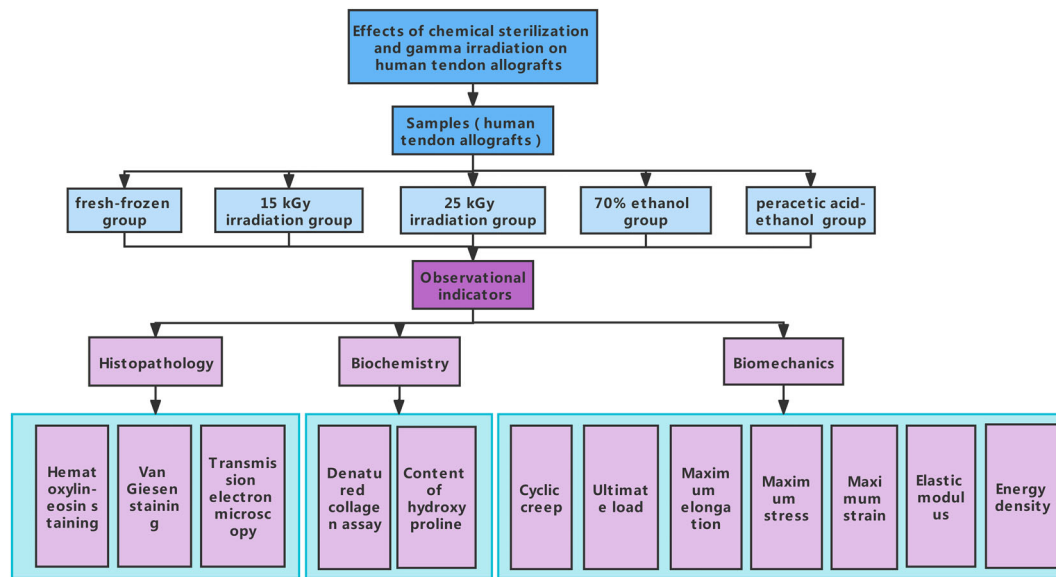 Effects of chemical sterilization
and gamma irradiation on
human tendon allografts
Samples ( human
tendon allografts )
fresh-frozen
group
15 kGy
irradiation group
25 kGy
irradiation group
70% ethanol
group
peracetic acid-
ethanol group
Observational
indicators
Histopathology
Biochemistry
Biomechanics
Hemat
oxylin-
eosin s
taining
Van
Giesen
stainin
g
Transmis
sion
electron
microsc
opy
Denatu
red
collage
n assay
Content
of
hydroxy
proline
Cyclic
creep
Ultimat
e load
Maxim
um
elonga
tion
Maxim
um
stress
Maxi
mum
strain
Elastic
modul
us
Energy
density